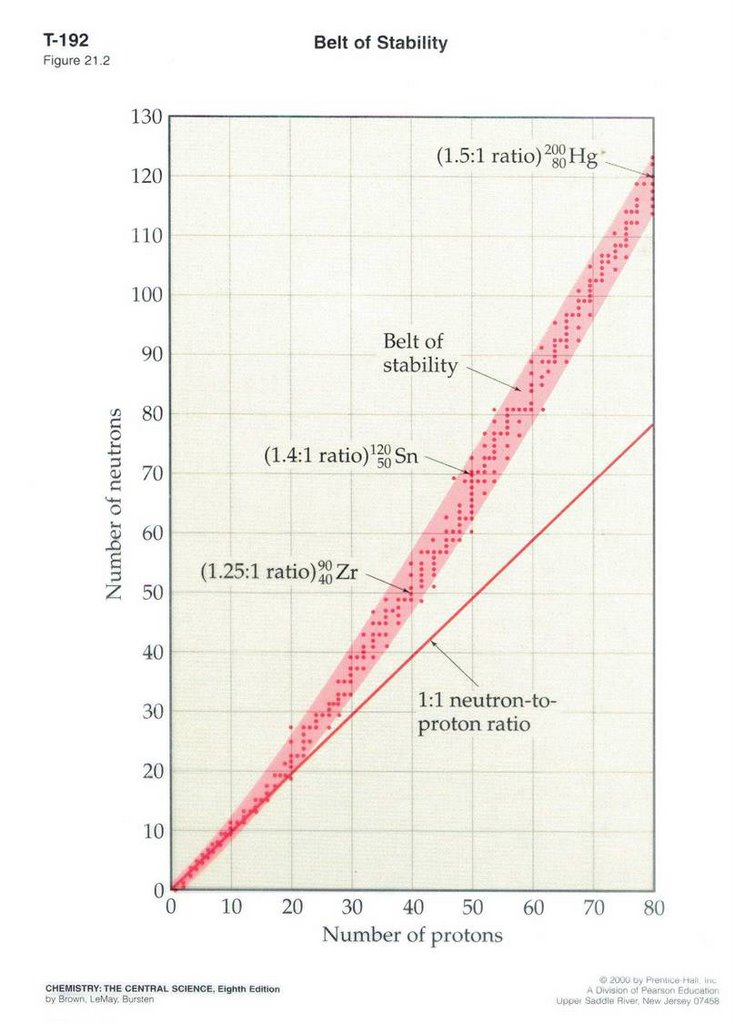 T-192
Figure 21.2
Belt of Stability
130
120
110
100
90
80
70
60
50
40
30
20
10
0
Number of neutrons
(1.5:1 ratio) ²⁰⁰₈₀Hg
Belt of
stability
(1.4:1 ratio) ¹²⁰₅₀Sn
(1.25:1 ratio) ⁹⁰₄₀Zr
1:1 neutron-to-
proton ratio
0 10 20 30 40 50 60 70 80
Number of protons
CHEMISTRY: THE CENTRAL SCIENCE, Eighth Edition
by Brown, LeMay, Bursten
© 2000 by Prentice-Hall, Inc.
A Division of Pearson Education
Upper Saddle River, New Jersey 07458